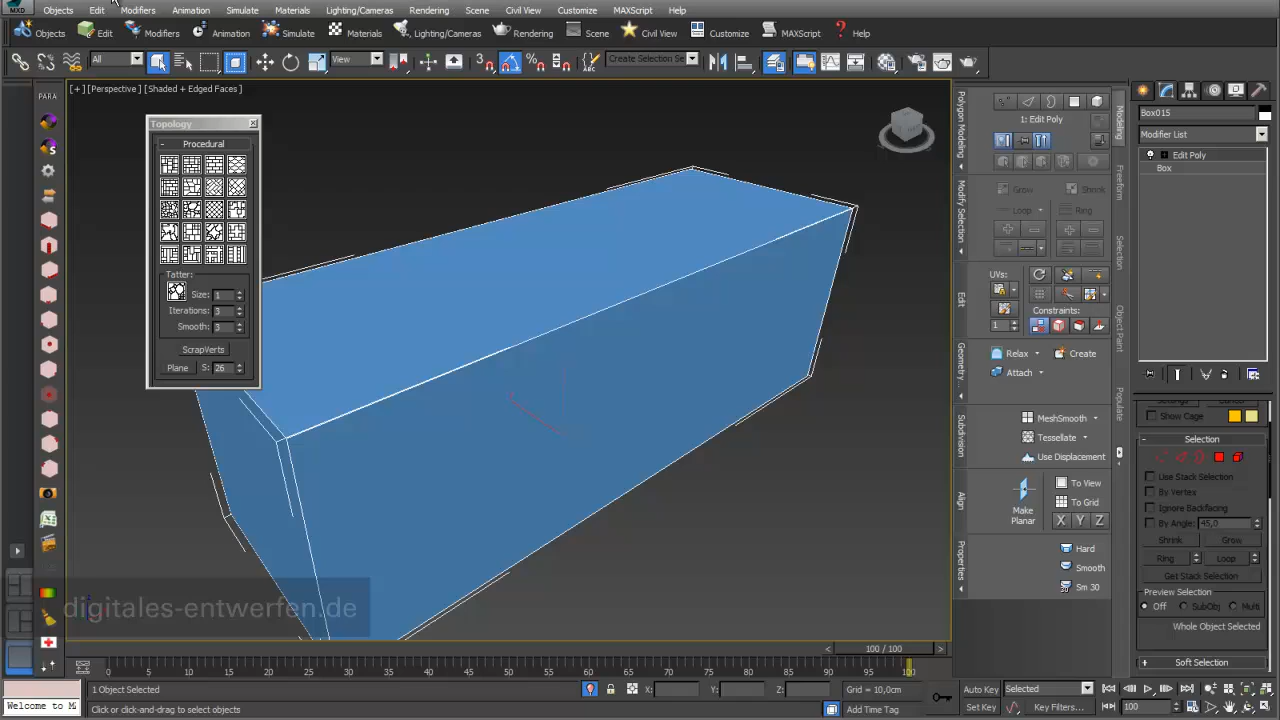 MXD
Objects Edit Modifiers Animation Simulate Materials Lighting/Cameras Rendering Scene Civil View Customize MAXScript Help
Objects Edit Modifiers Animation Simulate Materials Lighting/Cameras Rendering Scene Civil View Customize MAXScript Help
All View Create Selection Se
[+] [Perspective] [Shaded + Edged Faces]
PARA
Topology
Procedural
Tatter:
Size: 1
Iterations: 3
Smooth: 3
ScrapVerts
Plane S: 26
digitales-entwerfen.de
Polygon Modeling
Modify Selection
Edit
Geometry...
Subdivision
Align
Properties
1: Edit Poly
Grow Shrink
Loop Ring
UVs:
1
Constraints:
Relax Create
Attach
MeshSmooth
Tessellate
Use Displacement
Make Planar
To View
To Grid
X Y Z
Hard
Smooth
Sm 30
Modeling
Freeform
Selection
Object Paint
Populate
Box015
Modifier List
Edit Poly
Box
Show Cage
Selection
Use Stack Selection
By Vertex
Ignore Backfacing
By Angle: 45,0
Shrink Grow
Ring Loop
Get Stack Selection
Preview Selection
Off SubObj Multi
Whole Object Selected
Soft Selection
100 / 100
0 5 10 15 20 25 30 35 40 45 50 55 60 65 70 75 80 85 90 95 100
1 Object Selected
X: Y: Z: Grid = 10,0cm
Auto Key Selected
Welcome to M
Click or click-and-drag to select objects
Add Time Tag
Set Key Key Filters... 100